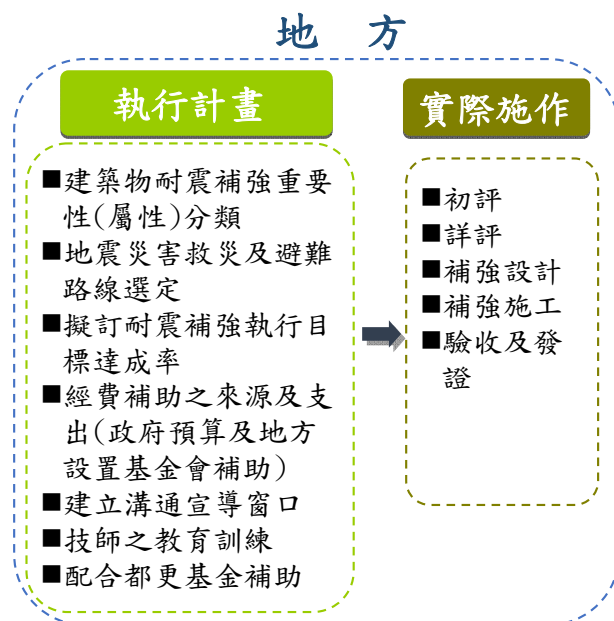 地 方
執行計畫
■建築物耐震補強重要
性(屬性)分類
■地震災害救災及避難
路線選定
■擬訂耐震補強執行目
標達成率
■經費補助之來源及支
出(政府預算及地方
設置基金會補助)
■建立溝通宣導窗口
■技師之教育訓練
■配合都更基金補助
實際施作
■初評
■詳評
■補強設計
■補強施工
■驗收及發
證